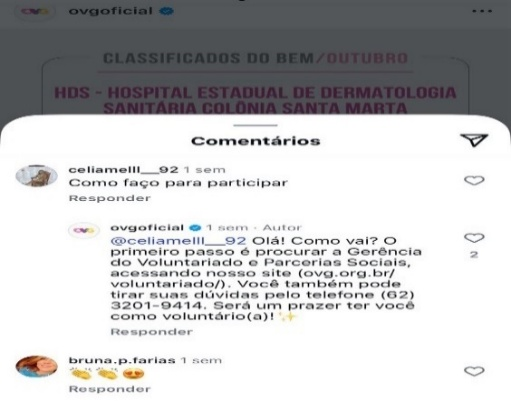 ovgoficial
CLASSIFICADOS DO BEM/OUTUBRO
HDS - HOSPITAL ESTADUAL DE DERMATOLOGIA
SANITÁRIA COLÔNIA SANTA MARTA
Comentários
celiamelll__92 1 sem
Como faço para participar
Responder
ovgoficial 1 sem · Autor
@celiamelll__92 Olá! Como vai? O
primeiro passo é procurar a Gerência
do Voluntariado e Parcerias Sociais,
acessando nosso site (ovg.org.br/
voluntariado/). Você também pode
tirar suas dúvidas pelo telefone (62)
3201-9414. Será um prazer ter você
como voluntário(a)!✨
2
Responder
bruna.p.farias 1 sem
👏👏😍
Responder